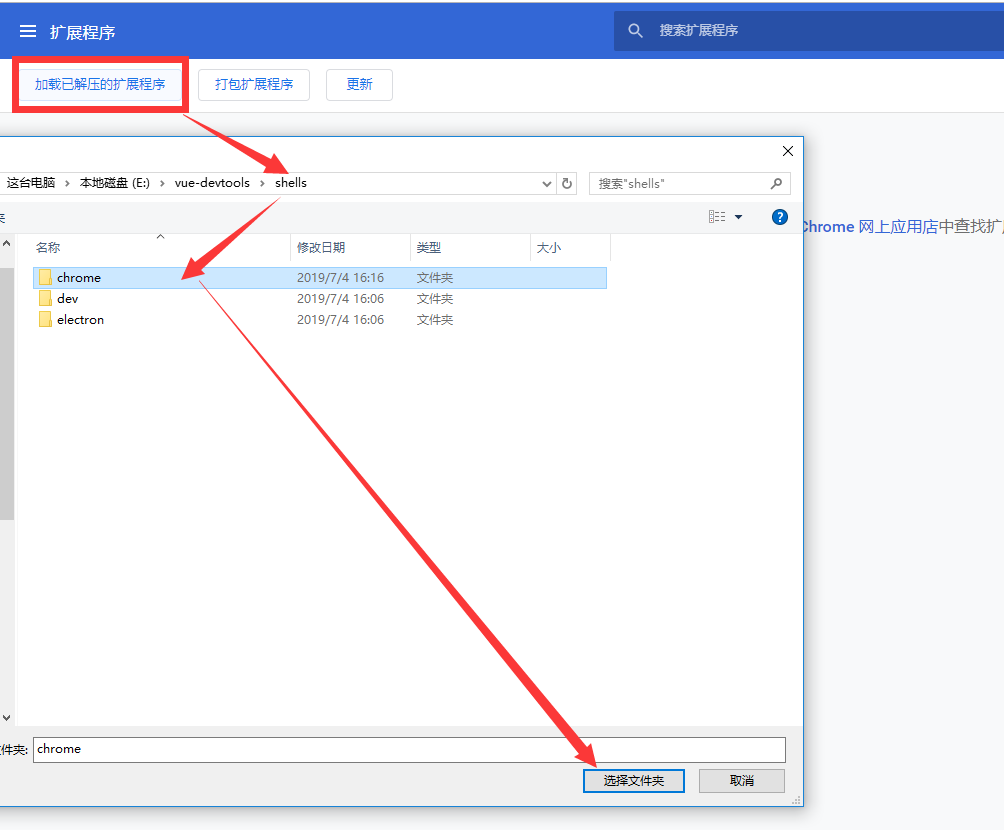 扩展程序
搜索扩展程序
加载已解压的扩展程序 打包扩展程序 更新
这台电脑 › 本地磁盘 (E:) › vue-devtools › shells
搜索"shells"
Chrome 网上应用店中查找扩
名称 修改日期 类型 大小
chrome 2019/7/4 16:16 文件夹
dev 2019/7/4 16:06 文件夹
electron 2019/7/4 16:06 文件夹
件夹: chrome
选择文件夹 取消